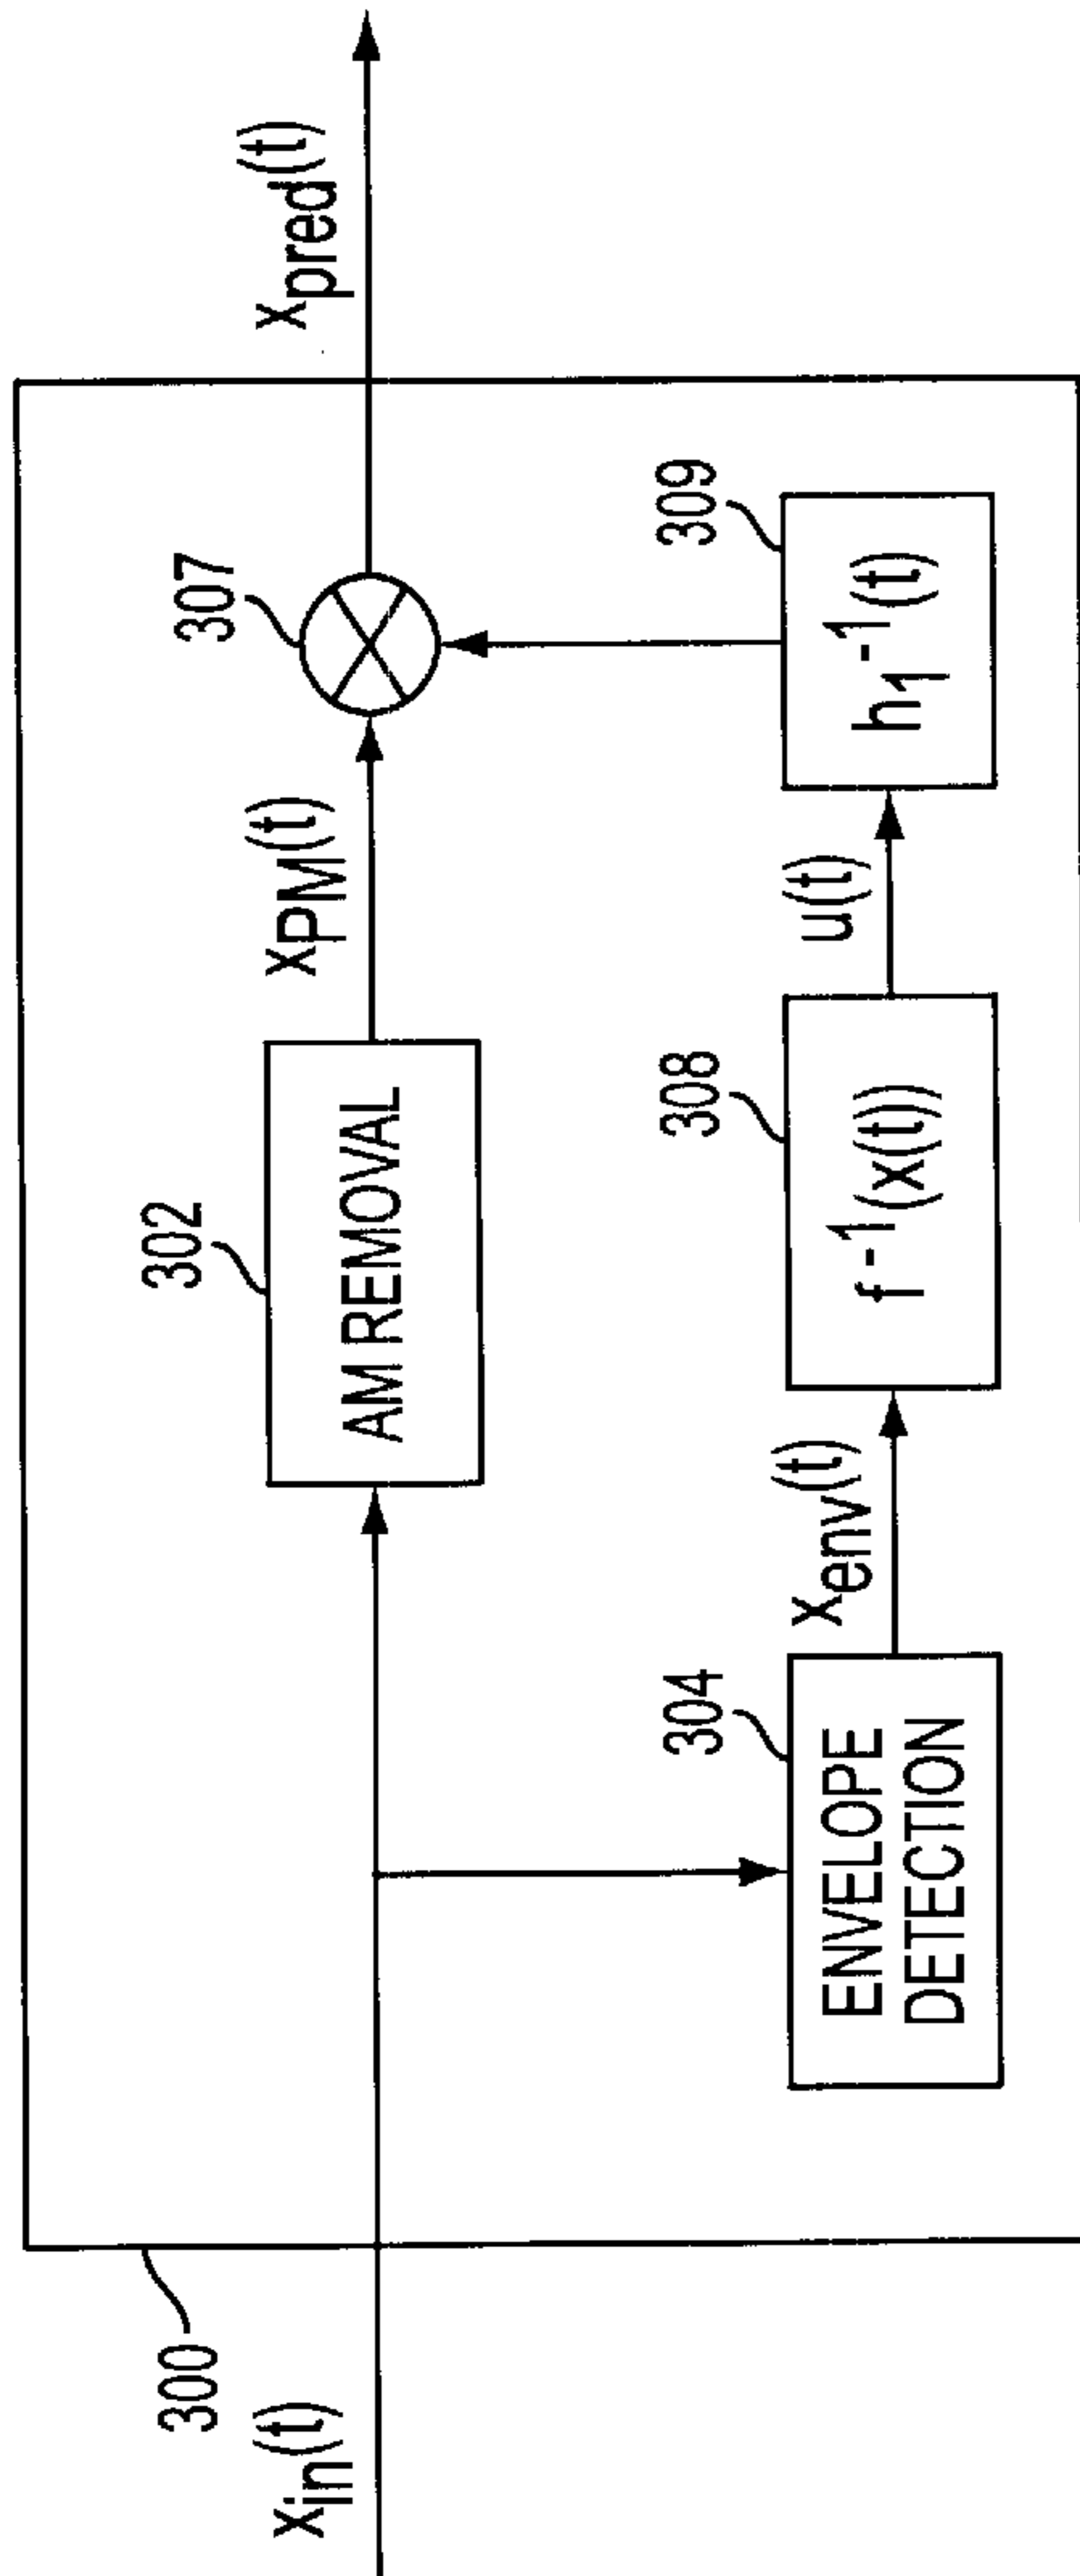 x_in(t)
300
302
AM REMOVAL
x_PM(t)
307
x_pred(t)
304
ENVELOPE
DETECTION
x_env(t)
308
f^-1(x(t))
u(t)
309
h_1^-1(t)